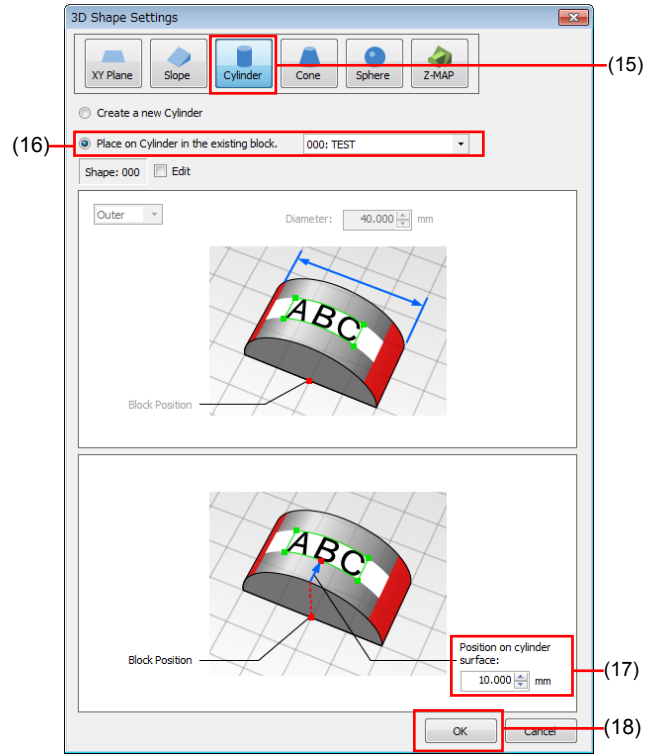 3D Shape Settings
XY Plane
Slope
Cylinder
Cone
Sphere
Z-MAP
(15)
Create a new Cylinder
(16)
Place on Cylinder in the existing block.
000: TEST
Shape: 000
Edit
Outer
Diameter:
40.000
mm
ABC
Block Position
ABC
Block Position
Position on cylinder
surface:
10.000
mm
(17)
OK
Cancel
(18)